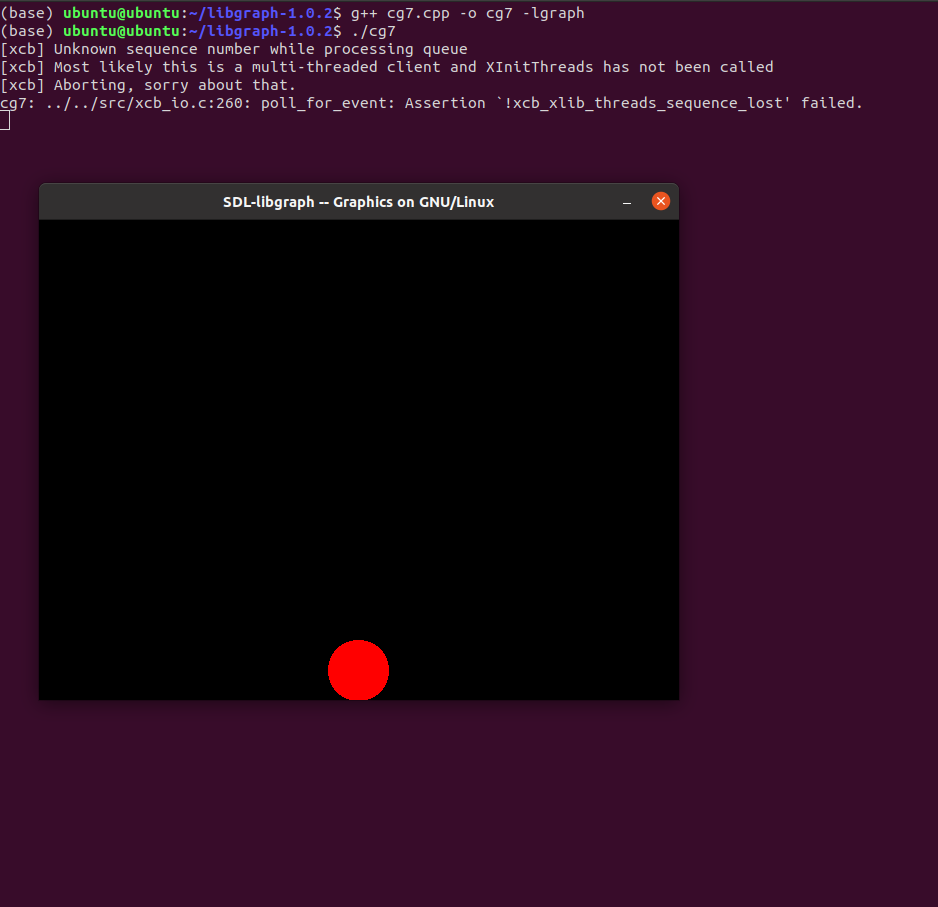 (base) ubuntu@ubuntu:~/libgraph-1.0.2$ g++ cg7.cpp -o cg7 -lgraph
(base) ubuntu@ubuntu:~/libgraph-1.0.2$ ./cg7
[xcb] Unknown sequence number while processing queue
[xcb] Most likely this is a multi-threaded client and XInitThreads has not been called
[xcb] Aborting, sorry about that.
cg7: ../../src/xcb_io.c:260: poll_for_event: Assertion `!xcb_xlib_threads_sequence_lost' failed.
SDL-libgraph -- Graphics on GNU/Linux